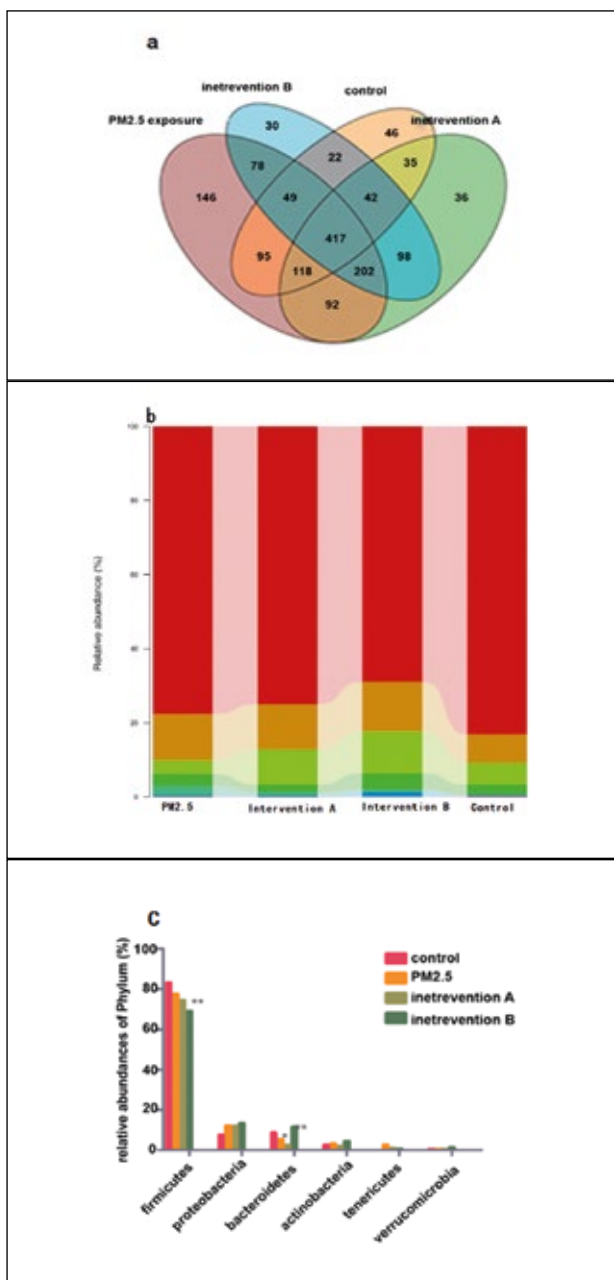 a
inetrevention B
control
PM2.5 exposure
inetrevention A
30
46
78
22
35
146
49
42
36
417
95
98
118
202
92
b
100
80
60
40
20
0
Relative abundance (%)
PM2.5
Intervention A
Intervention B
Control
C
relative abundances of Phylum (%)
100
80
60
40
20
0
control
PM2.5
inetrevention A
inetrevention B
**
*
**
firmicutes
proteobacteria
bacteroidetes
actinobacteria
tenericutes
verrucomicrobia